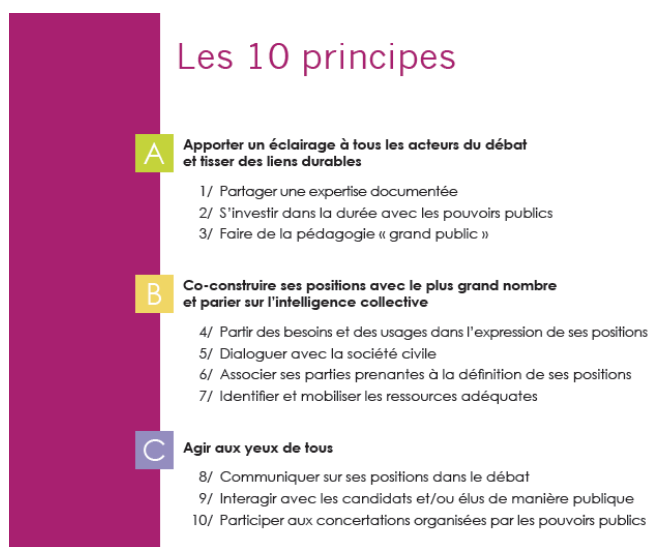 Les 10 principes
A
Apporter un éclairage à tous les acteurs du débat
et tisser des liens durables
1/ Partager une expertise documentée
2/ S'investir dans la durée avec les pouvoirs publics
3/ Faire de la pédagogie « grand public »
B
Co-construire ses positions avec le plus grand nombre
et parier sur l'intelligence collective
4/ Partir des besoins et des usages dans l'expression de ses positions
5/ Dialoguer avec la société civile
6/ Associer ses parties prenantes à la définition de ses positions
7/ Identifier et mobiliser les ressources adéquates
C
Agir aux yeux de tous
8/ Communiquer sur ses positions dans le débat
9/ Interagir avec les candidats et/ou élus de manière publique
10/ Participer aux concertations organisées par les pouvoirs publics